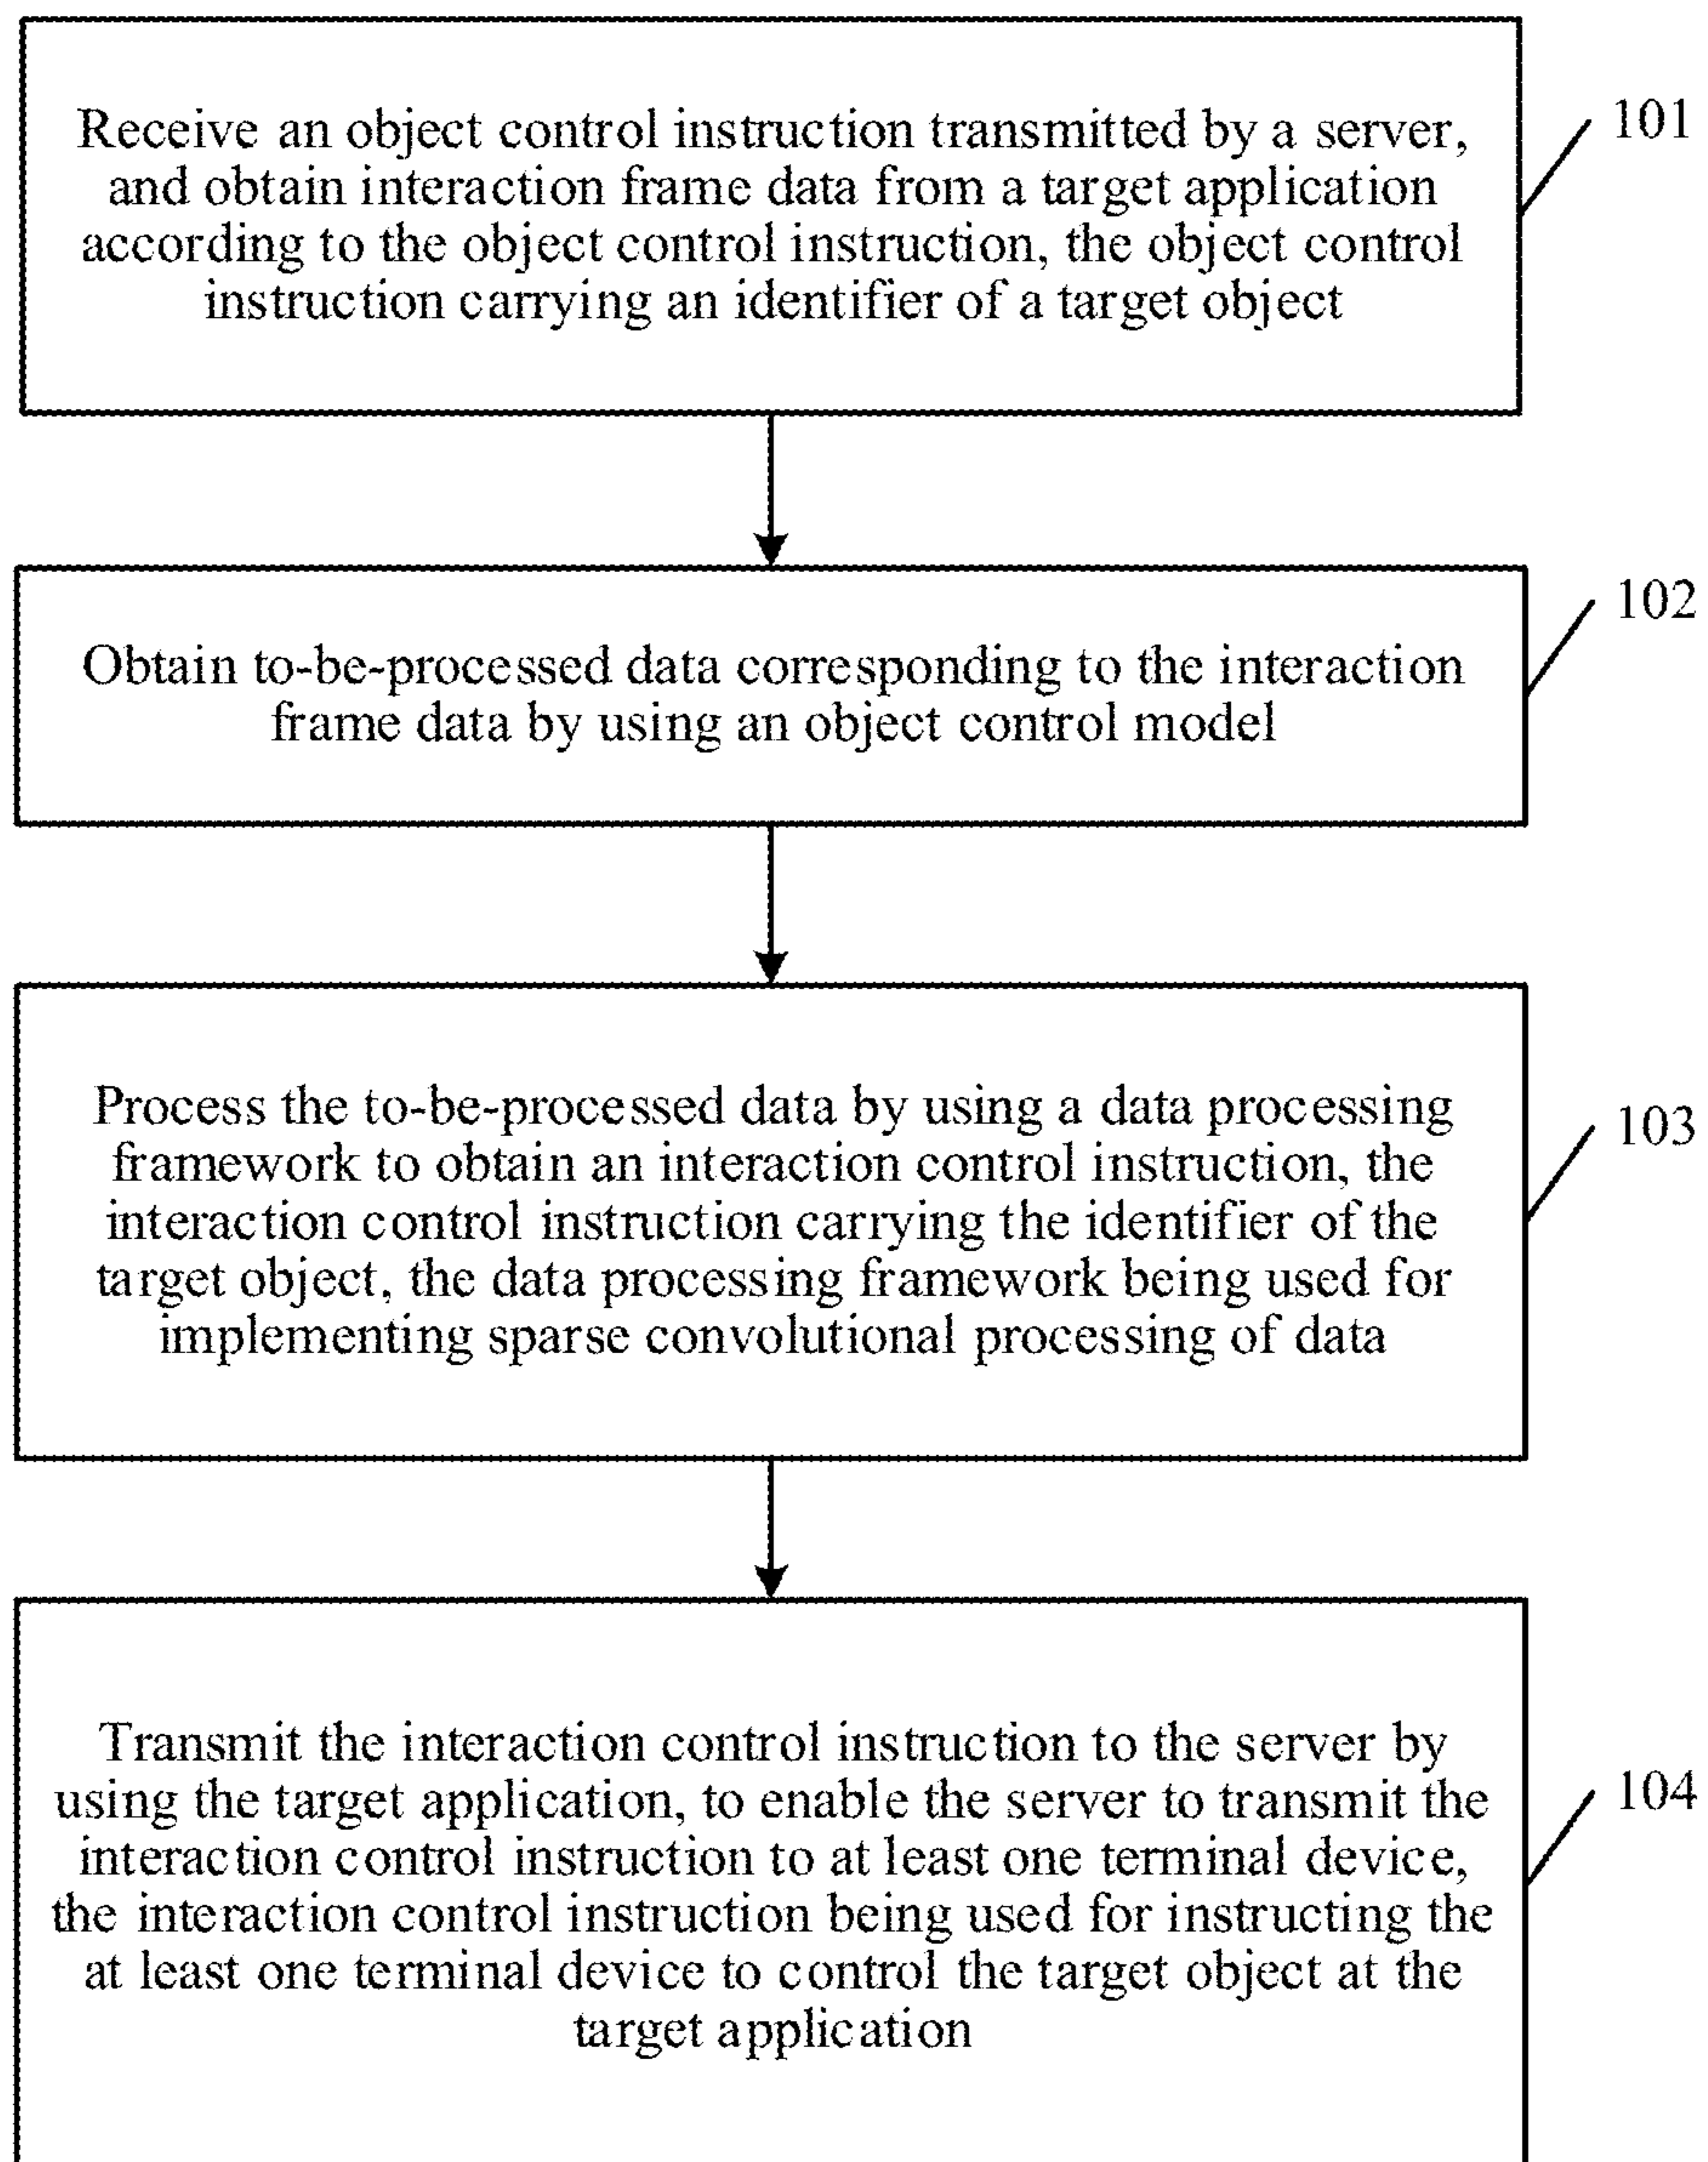 Receive an object control instruction transmitted by a server,
and obtain interaction frame data from a target application
according to the object control instruction, the object control
instruction carrying an identifier of a target object
101
Obtain to-be-processed data corresponding to the interaction
frame data by using an object control model
102
Process the to-be-processed data by using a data processing
framework to obtain an interaction control instruction, the
interaction control instruction carrying the identifier of the
target object, the data processing framework being used for
implementing sparse convolutional processing of data
103
Transmit the interaction control instruction to the server by
using the target application, to enable the server to transmit the
interaction control instruction to at least one terminal device,
the interaction control instruction being used for instructing the
at least one terminal device to control the target object at the
target application
104